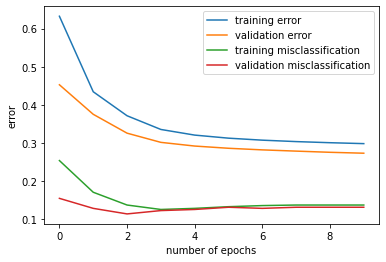 training error
validation error
training misclassification
validation misclassification
0.6
0.5
0.4
0.3
0.2
0.1
error
0 2 4 6 8
number of epochs